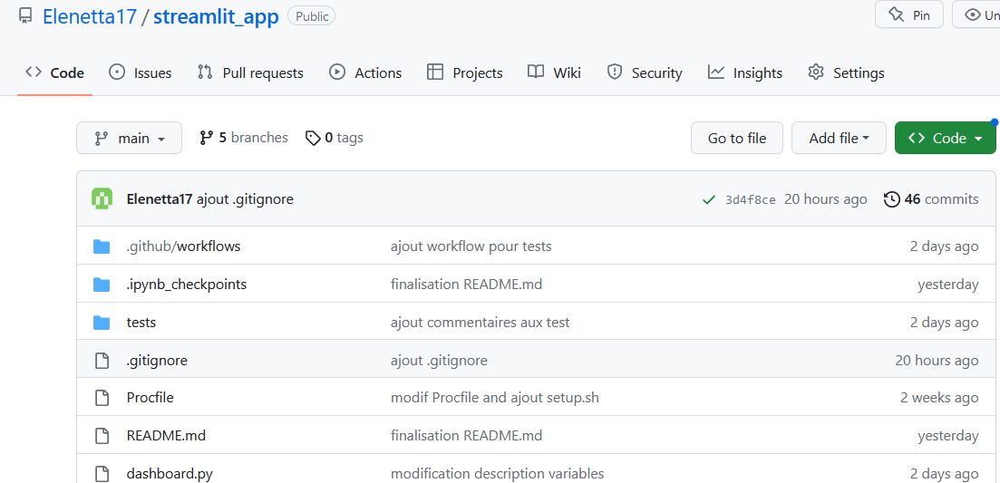 Elenetta17 / streamlit_app Public Pin Un
Code Issues Pull requests Actions Projects Wiki Security Insights Settings
main 5 branches 0 tags Go to file Add file Code
Elenetta17 ajout .gitignore 3d4f8ce 20 hours ago 46 commits
.github/workflows ajout workflow pour tests 2 days ago
.ipynb_checkpoints finalisation README.md yesterday
tests ajout commentaires aux test 2 days ago
.gitignore ajout .gitignore 20 hours ago
Procfile modif Procfile and ajout setup.sh 2 weeks ago
README.md finalisation README.md yesterday
dashboard.py modification description variables 2 days ago